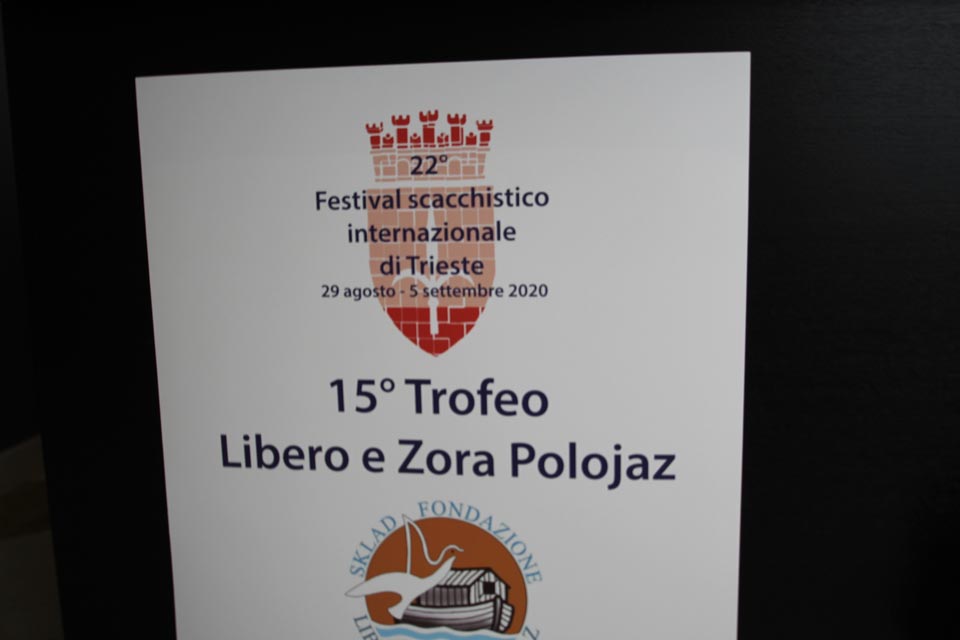 22°
Festival scacchistico
internazionale
di Trieste
29 agosto - 5 settembre 2020
15° Trofeo
Libero e Zora Polojaz
SKLAD FONDAZIONE